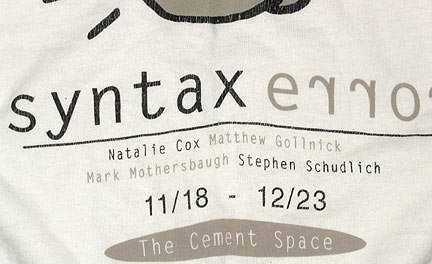 syntax error
Natalie Cox Matthew Gollnick
Mark Mothersbaugh Stephen Schudlich
11/18 - 12/23
The Cement Space